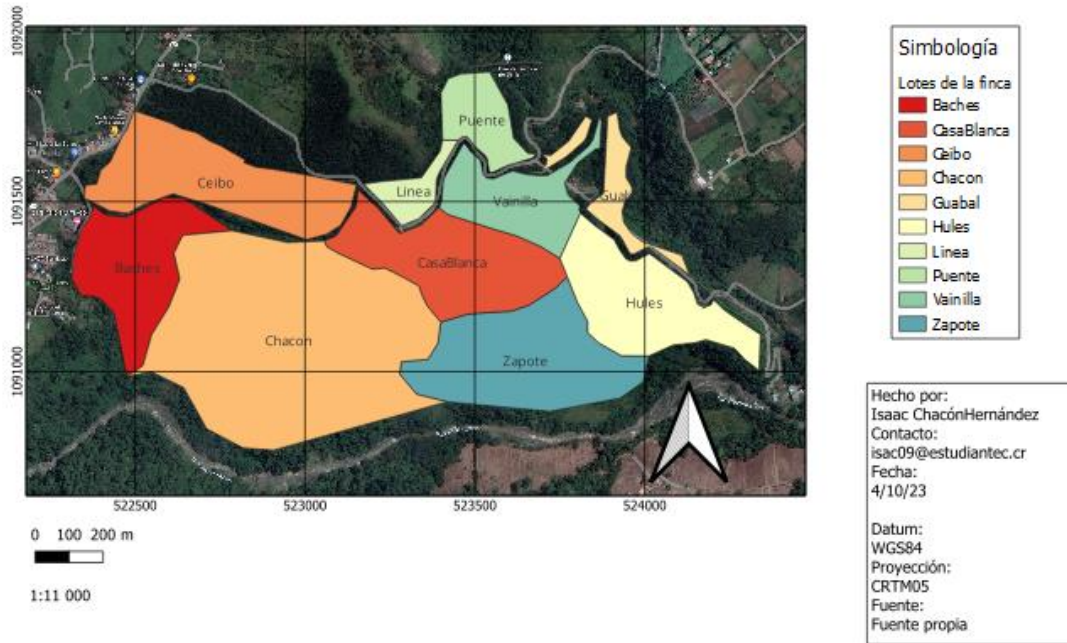 1092000
1091500
1091000
522500
523000
523500
524000
Puente
Ceibo
Linea
Vainilla
Guab
Baches
CasaBlanca
Hules
Chacon
Zapote
0 100 200 m
1:11 000
Simbología
Lotes de la finca
Baches
CasaBlanca
Ceibo
Chacon
Guabal
Hules
Linea
Puente
Vainilla
Zapote
Hecho por:
Isaac ChacónHernández
Contacto:
isac09@estudiantec.cr
Fecha:
4/10/23
Datum:
WGS84
Proyección:
CRTM05
Fuente:
Fuente propia